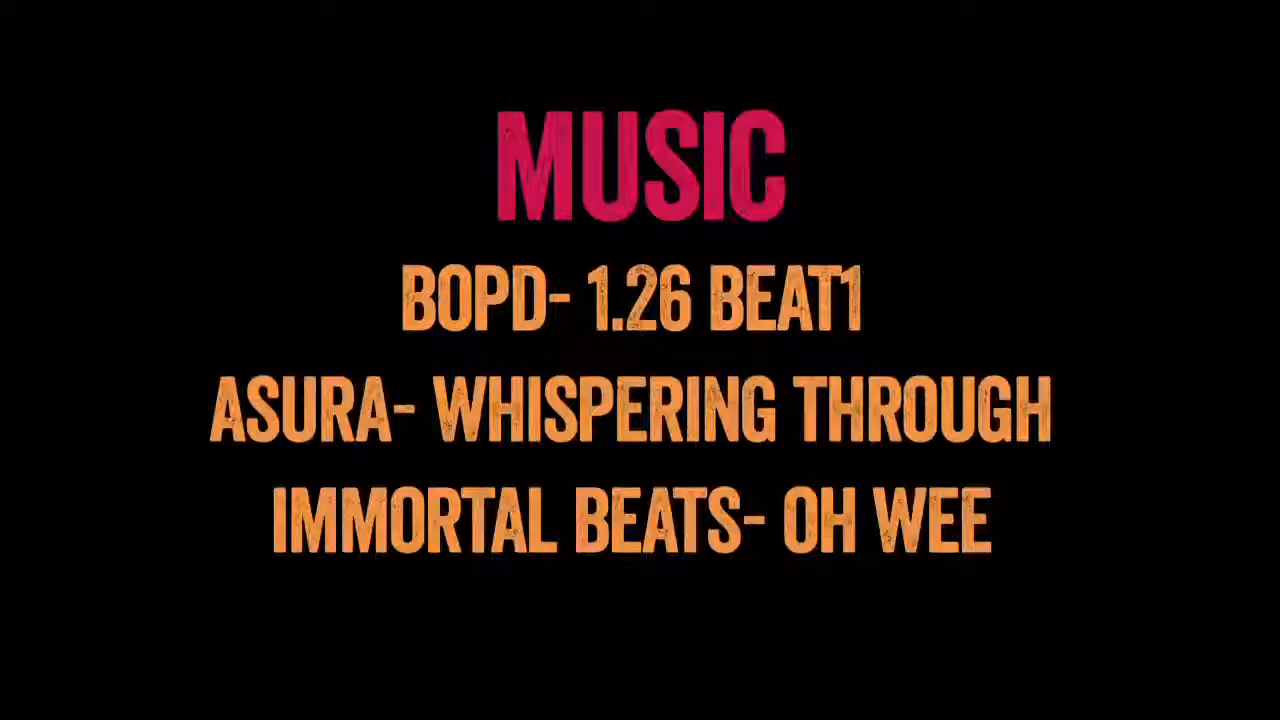 MUSIC
BOPD- 1.26 BEAT1
ASURA- WHISPERING THROUGH
IMMORTAL BEATS- OH WEE